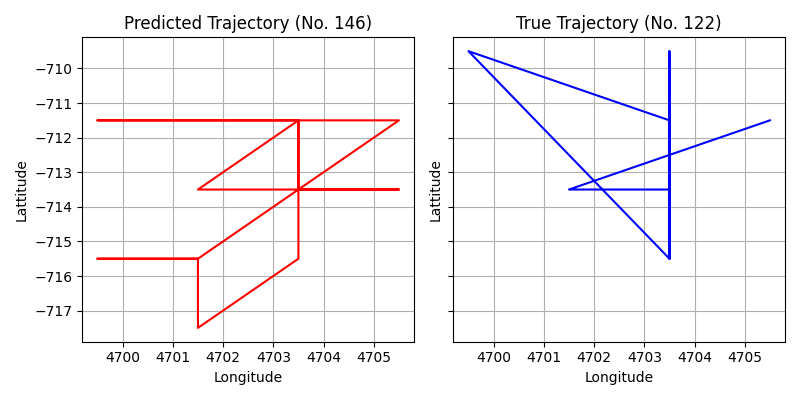 Predicted Trajectory (No. 146)
True Trajectory (No. 122)
−710
−711
−712
−713
−714
−715
−716
−717
Lattitude
Lattitude
4700 4701 4702 4703 4704 4705
4700 4701 4702 4703 4704 4705
Longitude
Longitude